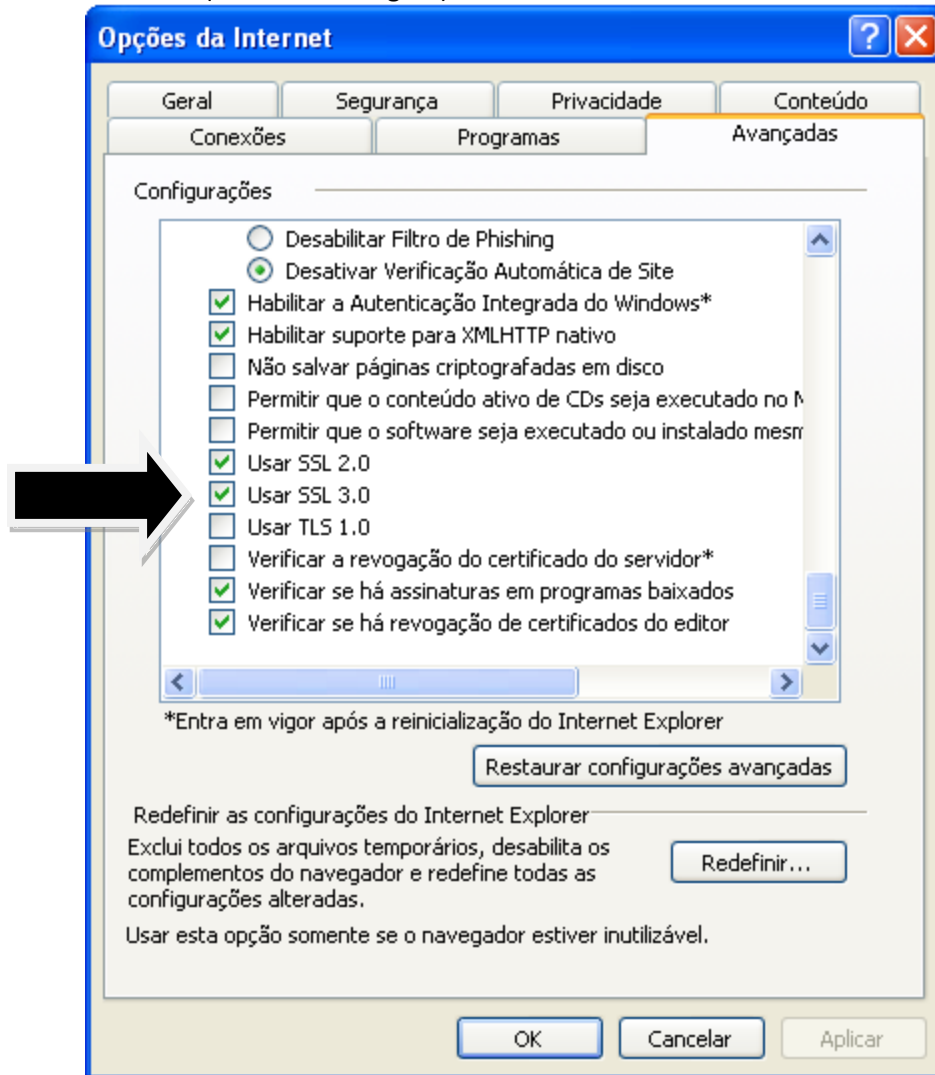 Opções da Internet
Geral
Segurança
Privacidade
Conteúdo
Conexões
Programas
Avançadas
Configurações
Desabilitar Filtro de Phishing
Desativar Verificação Automática de Site
Habilitar a Autenticação Integrada do Windows*
Habilitar suporte para XMLHTTP nativo
Não salvar páginas criptografadas em disco
Permitir que o conteúdo ativo de CDs seja executado no
Permitir que o software seja executado ou instalado
Usar SSL 2.0
Usar SSL 3.0
Usar TLS 1.0
Verificar a revogação do certificado do servidor*
Verificar se há assinaturas em programas baixados
Verificar se há revogação de certificados do editor
*Entra em vigor após a reinicialização do Internet Explorer
Restaurar configurações avançadas
Redefinir as configurações do Internet Explorer
Exclui todos os arquivos temporários, desabilita os
complementos do navegador e redefine todas as
configurações alteradas.
Redefinir...
Usar esta opção somente se o navegador estiver inutilizável.
OK
Cancelar
Aplicar